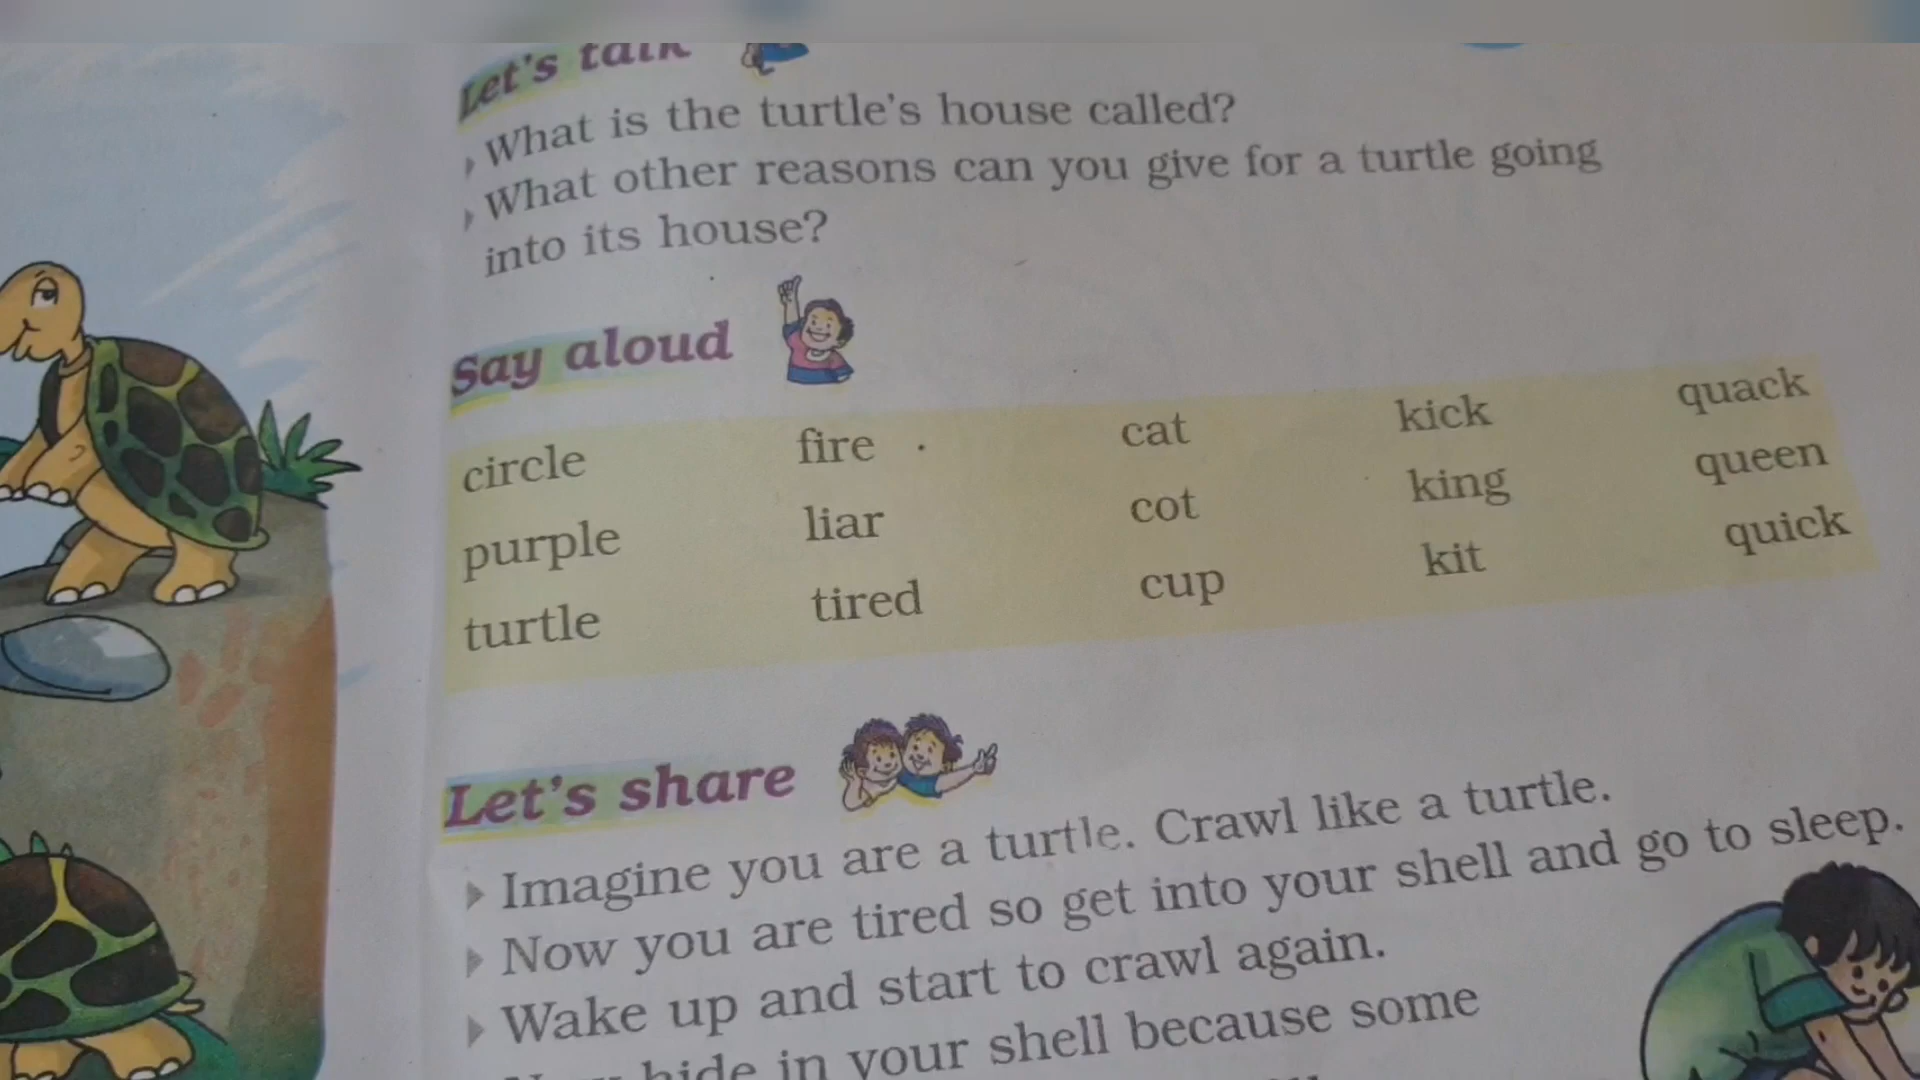 Let's talk
What is the turtle's house called?
What other reasons can you give for a turtle going
into its house?
Say aloud
circle fire cat kick quack
purple liar cot king queen
turtle tired cup kit quick
Let's share
Imagine you are a turtle. Crawl like a turtle.
Now you are tired so get into your shell and go to sleep.
Wake up and start to crawl again.
hide in your shell because some